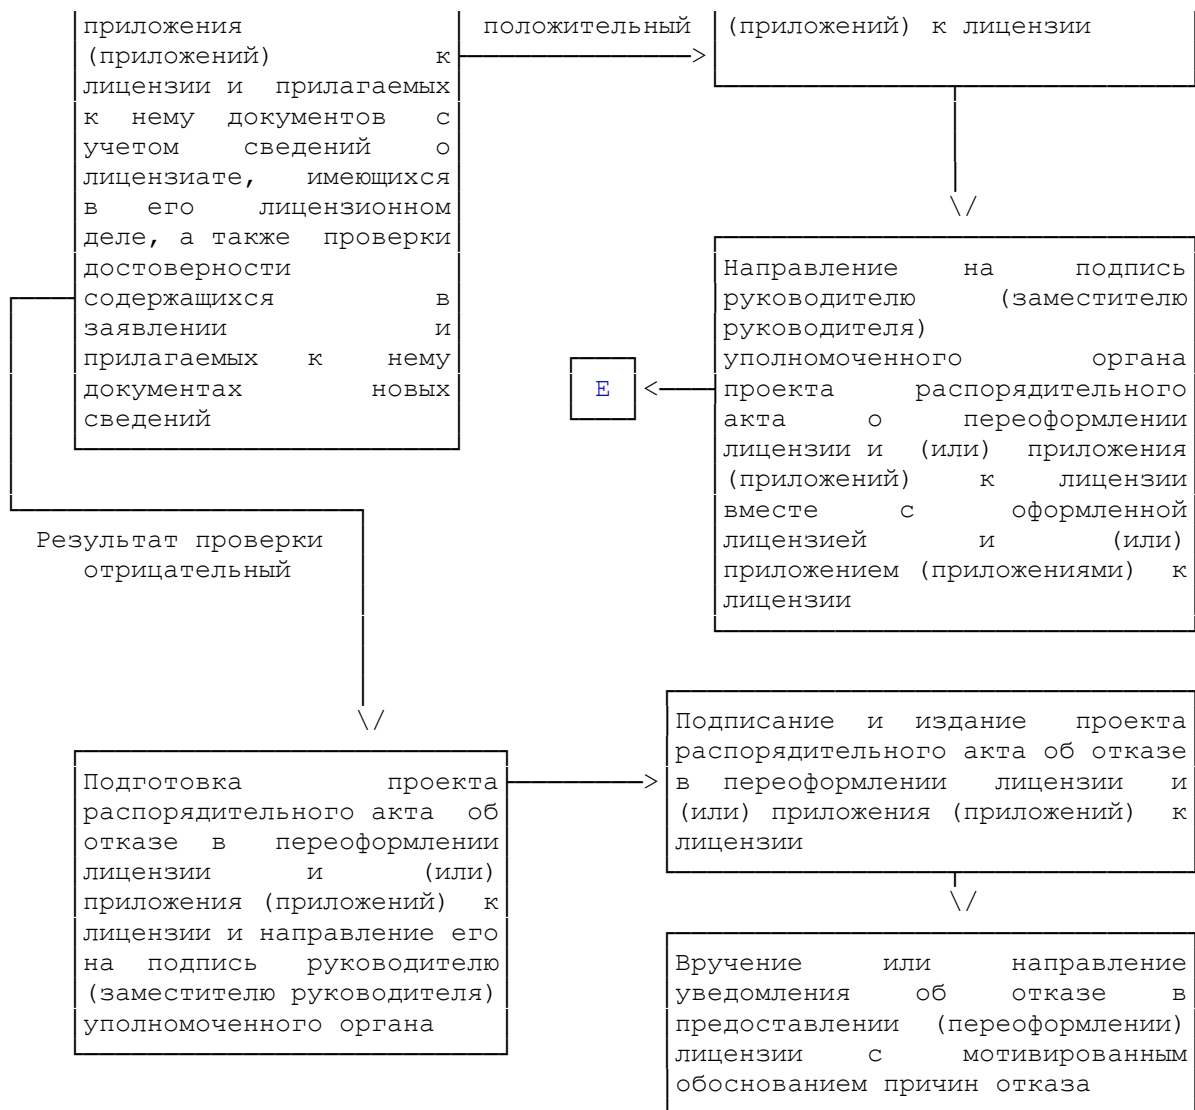 приложения
(приложений) к
лицензии и прилагаемых
к нему документов с
учетом сведений о
лицензиате, имеющихся
в его лицензионном
деле, а также проверки
достоверности
содержащихся в
заявлении и
прилагаемых к нему
документах новых
сведений
положительный
(приложений) к лицензии
Направление на подпись
руководителю (заместителю
руководителя)
уполномоченного органа
проекта распорядительного
акта о переоформлении
лицензии и (или) приложения
(приложений) к лицензии
вместе с оформленной
лицензией и (или)
приложением (приложениями) к
лицензии
Е
Результат проверки
отрицательный
Подготовка проекта
распорядительного акта об
отказе в переоформлении
лицензии и (или)
приложения (приложений) к
лицензии и направление его
на подпись руководителю
(заместителю руководителя)
уполномоченного органа
Подписание и издание проекта
распорядительного акта об отказе
в переоформлении лицензии и
(или) приложения (приложений) к
лицензии
Вручение или направление
уведомления об отказе в
предоставлении (переоформлении)
лицензии с мотивированным
обоснованием причин отказа